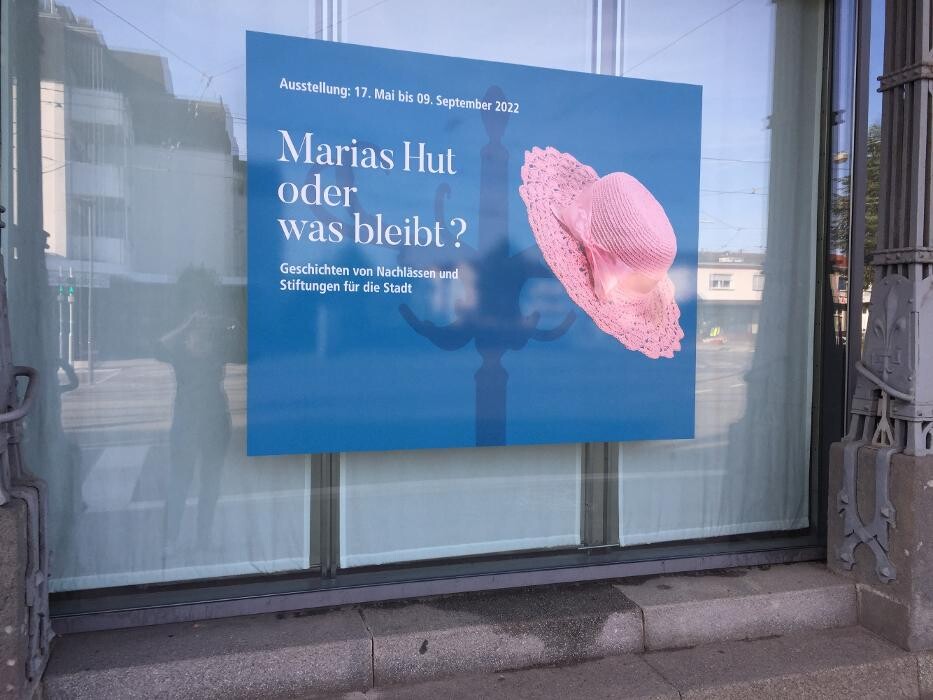 Ausstellung: 17. Mai bis 09. September 2022
Marias Hut
oder
was bleibt?
Geschichten von Nachlässen und
Stiftungen für die Stadt